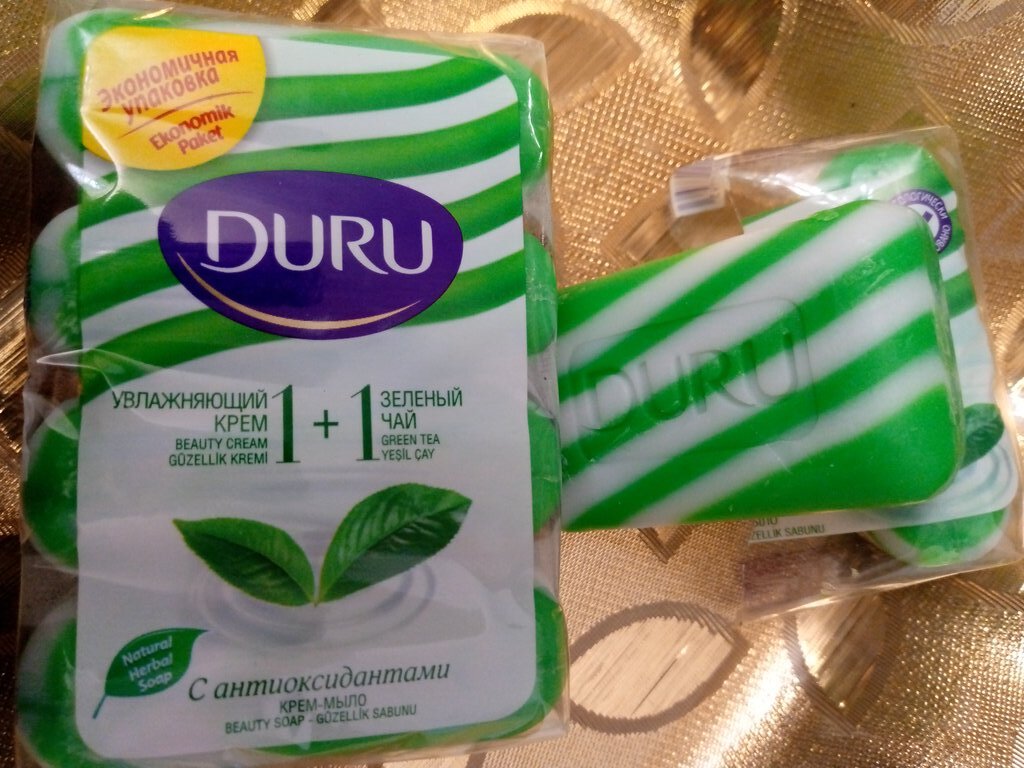 Экономичная
упаковка
Ekonomik
Paket
DURU
УВЛАЖНЯЮЩИЙ
КРЕМ
BEAUTY CREAM
GÜZELLİK KREMİ
1+1
ЗЕЛЕНЫЙ
ЧАЙ
GREEN TEA
YEŞİL ÇAY
Natural
Herbal
Soap
С антиоксидантами
КРЕМ-МЫЛО
BEAUTY SOAP - GÜZELLİK SABUNU
DURU
SABUNU